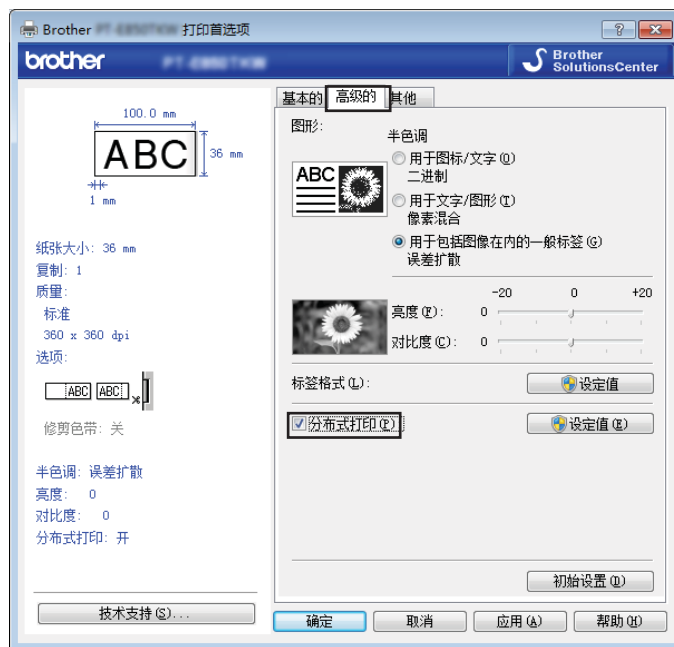 Brother 打印首选项
brother
Brother
SolutionsCenter
100.0 mm
ABC
36 mm
1 mm
纸张大小: 36 mm
复制: 1
质量:
标准
360 x 360 dpi
选项:
ABC ABC
修剪色带: 关
半色调: 误差扩散
亮度: 0
对比度: 0
分布式打印: 开
技术支持(S)...
基本的 高级的 其他
图形:
ABC
半色调
用于图标/文字(O)
二进制
用于文字/图形(T)
像素混合
用于包括图像在内的一般标签(G)
误差扩散
-20 0 +20
亮度(F): 0
对比度(C): 0
标签格式(L):
设定值
分布式打印(P)
设定值(E)
初始设置(D)
确定 取消 应用(A) 帮助(H)